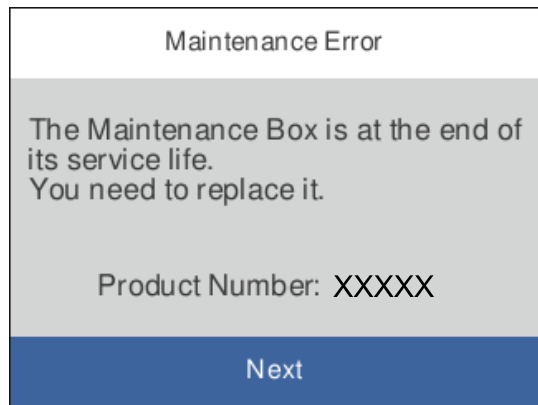 Maintenance Error
The Maintenance Box is at the end of
its service life.
You need to replace it.
Product Number: XXXXX
Next